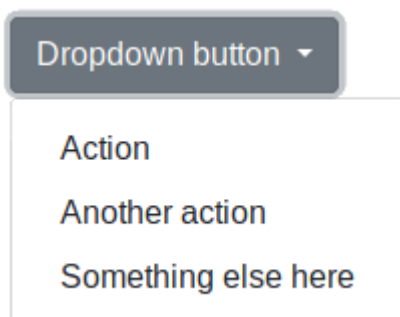 Dropdown button
Action
Another action
Something else here